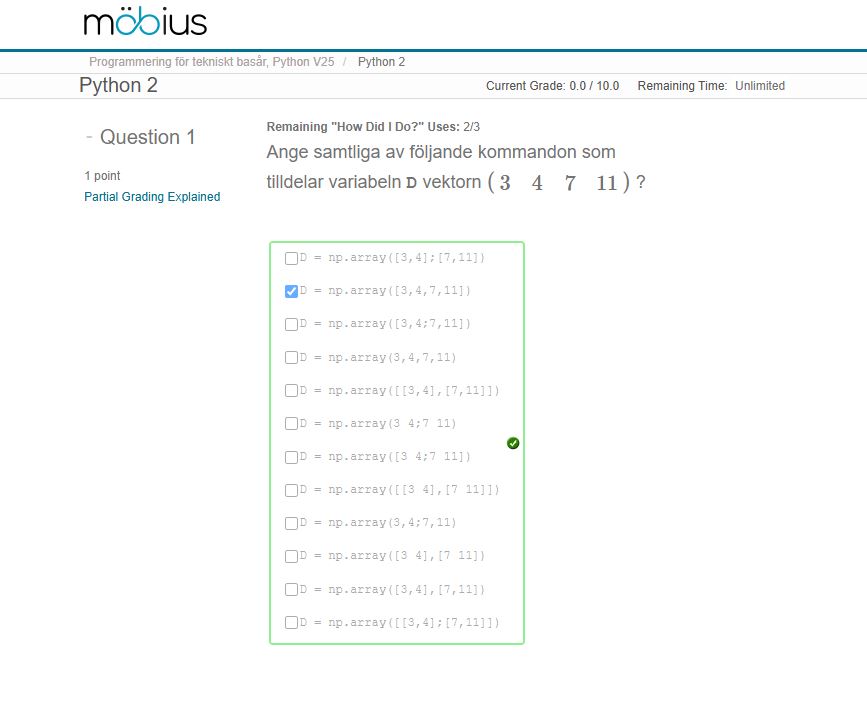 möbius
Programmering för tekniskt basår, Python V25 / Python 2
Python 2 Current Grade: 0.0 / 10.0 Remaining Time: Unlimited
- Question 1
1 point
Partial Grading Explained
Remaining "How Did I Do?" Uses: 2/3
Ange samtliga av följande kommandon som
tilldelar variabeln D vektorn ( 3 4 7 11 ) ?
D = np.array([3,4];[7,11])
D = np.array([3,4,7,11])
D = np.array([3,4;7,11])
D = np.array(3,4,7,11)
D = np.array([[3,4],[7,11]])
D = np.array(3 4;7 11)
D = np.array([3 4;7 11])
D = np.array([[3 4],[7 11]])
D = np.array(3,4;7,11)
D = np.array([3 4],[7 11])
D = np.array([3,4],[7,11])
D = np.array([[3,4];[7,11]])